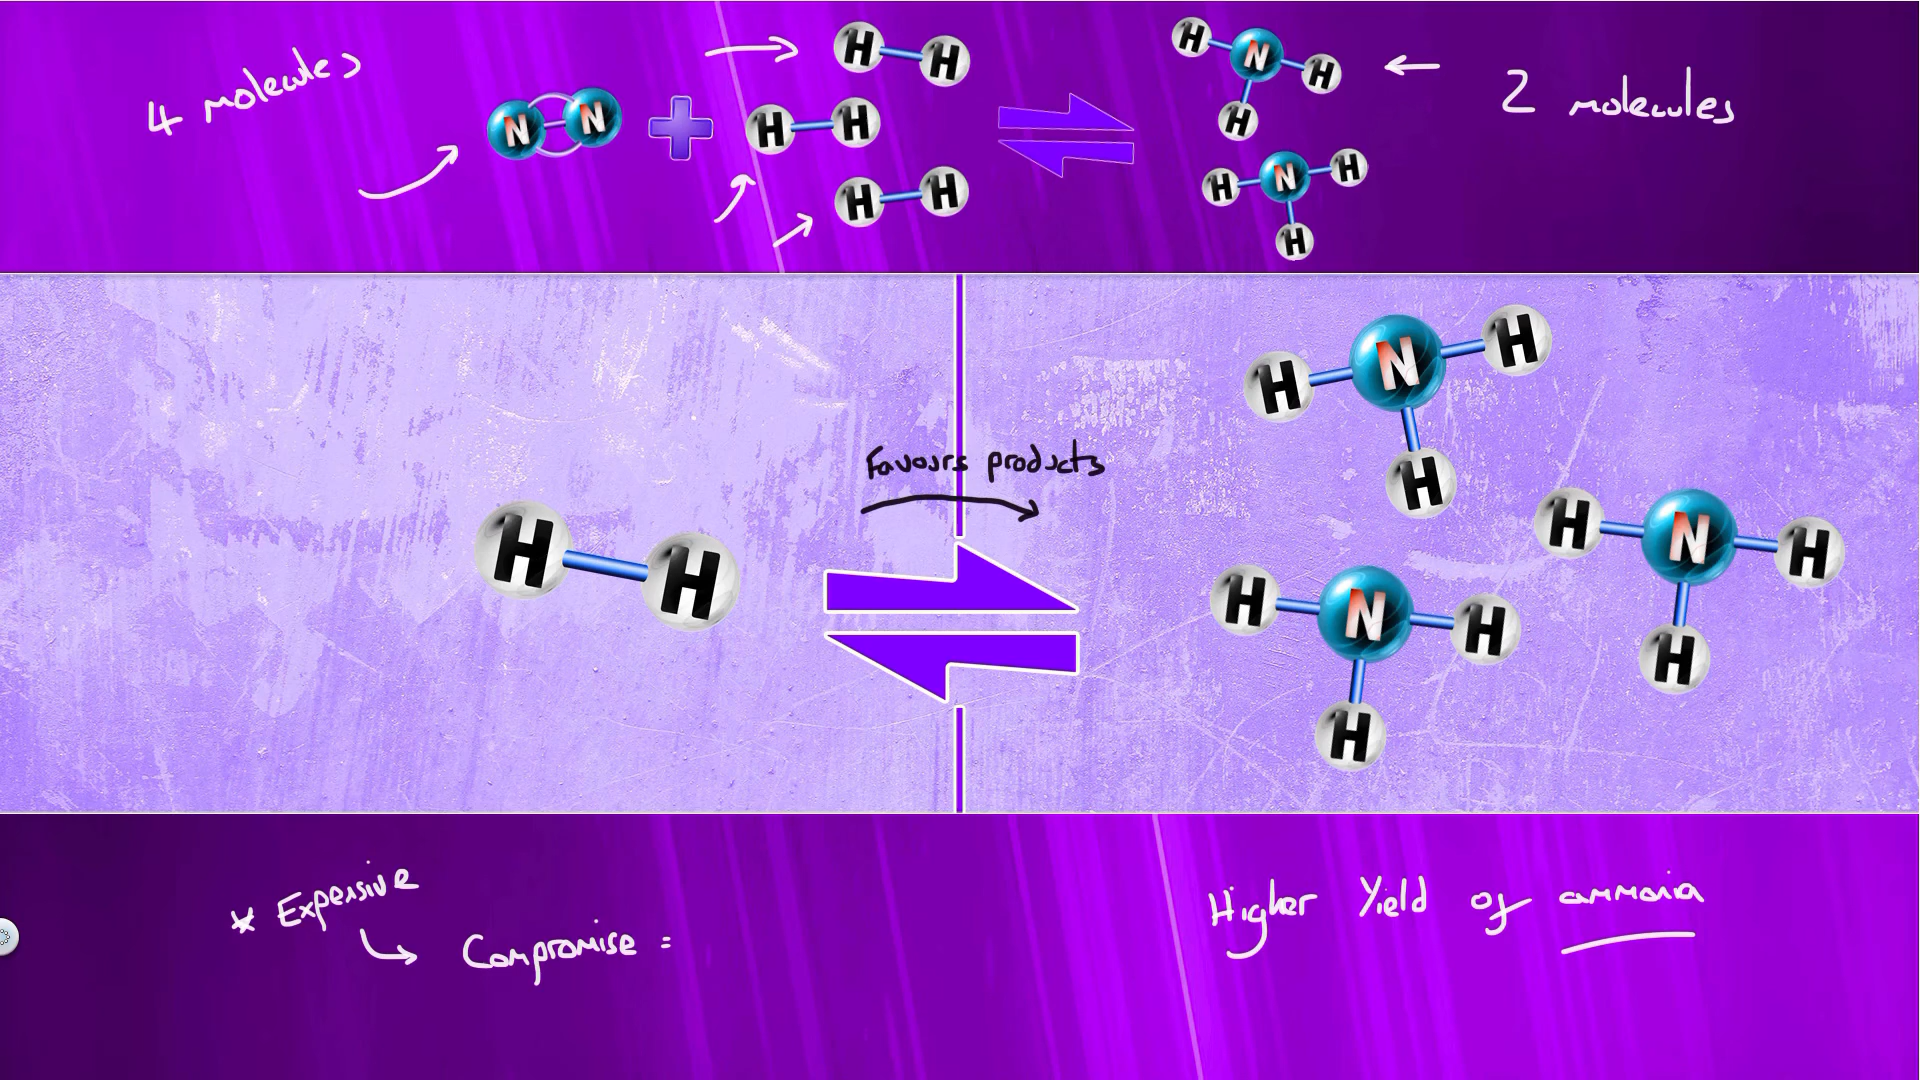 4 molecules
N N
H H
H H
H H
H N H
H
H N H
H
2 molecules
Favours products
H H
H N H
H
H N H
H
H N H
H
* Expensive
Compromise =
Higher Yield of ammonia